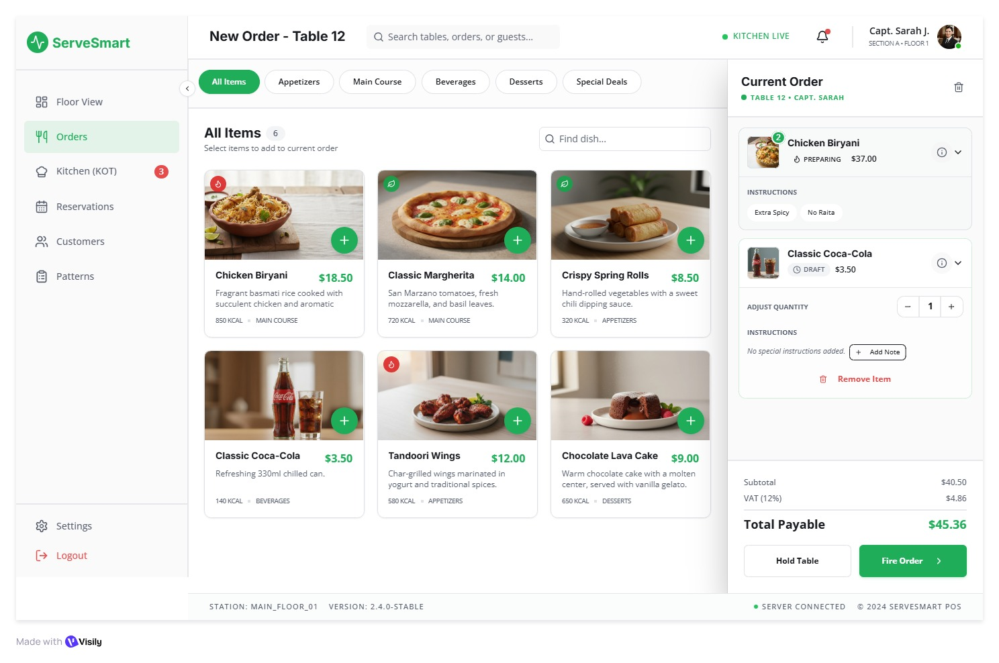 ServeSmart
Floor View
Orders
Kitchen (KOT)
3
Reservations
Customers
Patterns
Settings
Logout
New Order - Table 12
Search tables, orders, or guests...
KITCHEN LIVE
Capt. Sarah J.
SECTION A • FLOOR 1
All Items
Appetizers
Main Course
Beverages
Desserts
Special Deals
All Items
6
Select items to add to current order
Find dish...
Chicken Biryani
$18.50
Fragrant basmati rice cooked with
succulent chicken and aromatic
850 KCAL
MAIN COURSE
Classic Margherita
$14.00
San Marzano tomatoes, fresh
mozzarella, and basil leaves.
720 KCAL
MAIN COURSE
Crispy Spring Rolls
$8.50
Hand-rolled vegetables with a sweet
chili dipping sauce.
320 KCAL
APPETIZERS
Coca-Cola
Classic Coca-Cola
$3.50
Refreshing 330ml chilled can.
140 KCAL
BEVERAGES
Tandoori Wings
$12.00
Char-grilled wings marinated in
yogurt and traditional spices.
580 KCAL
APPETIZERS
Chocolate Lava Cake
$9.00
Warm chocolate cake with a molten
center, served with vanilla gelato.
650 KCAL
DESSERTS
Current Order
TABLE 12 • CAPT. SARAH
2
Chicken Biryani
PREPARING
$37.00
INSTRUCTIONS
Extra Spicy
No Raita
Classic Coca-Cola
DRAFT
$3.50
ADJUST QUANTITY
− 1 +
INSTRUCTIONS
No special instructions added.
+ Add Note
Remove Item
Subtotal
$40.50
VAT (12%)
$4.86
Total Payable
$45.36
Hold Table
Fire Order
STATION: MAIN_FLOOR_01
VERSION: 2.4.0-STABLE
SERVER CONNECTED
© 2024 SERVESMART POS
Made with Visily